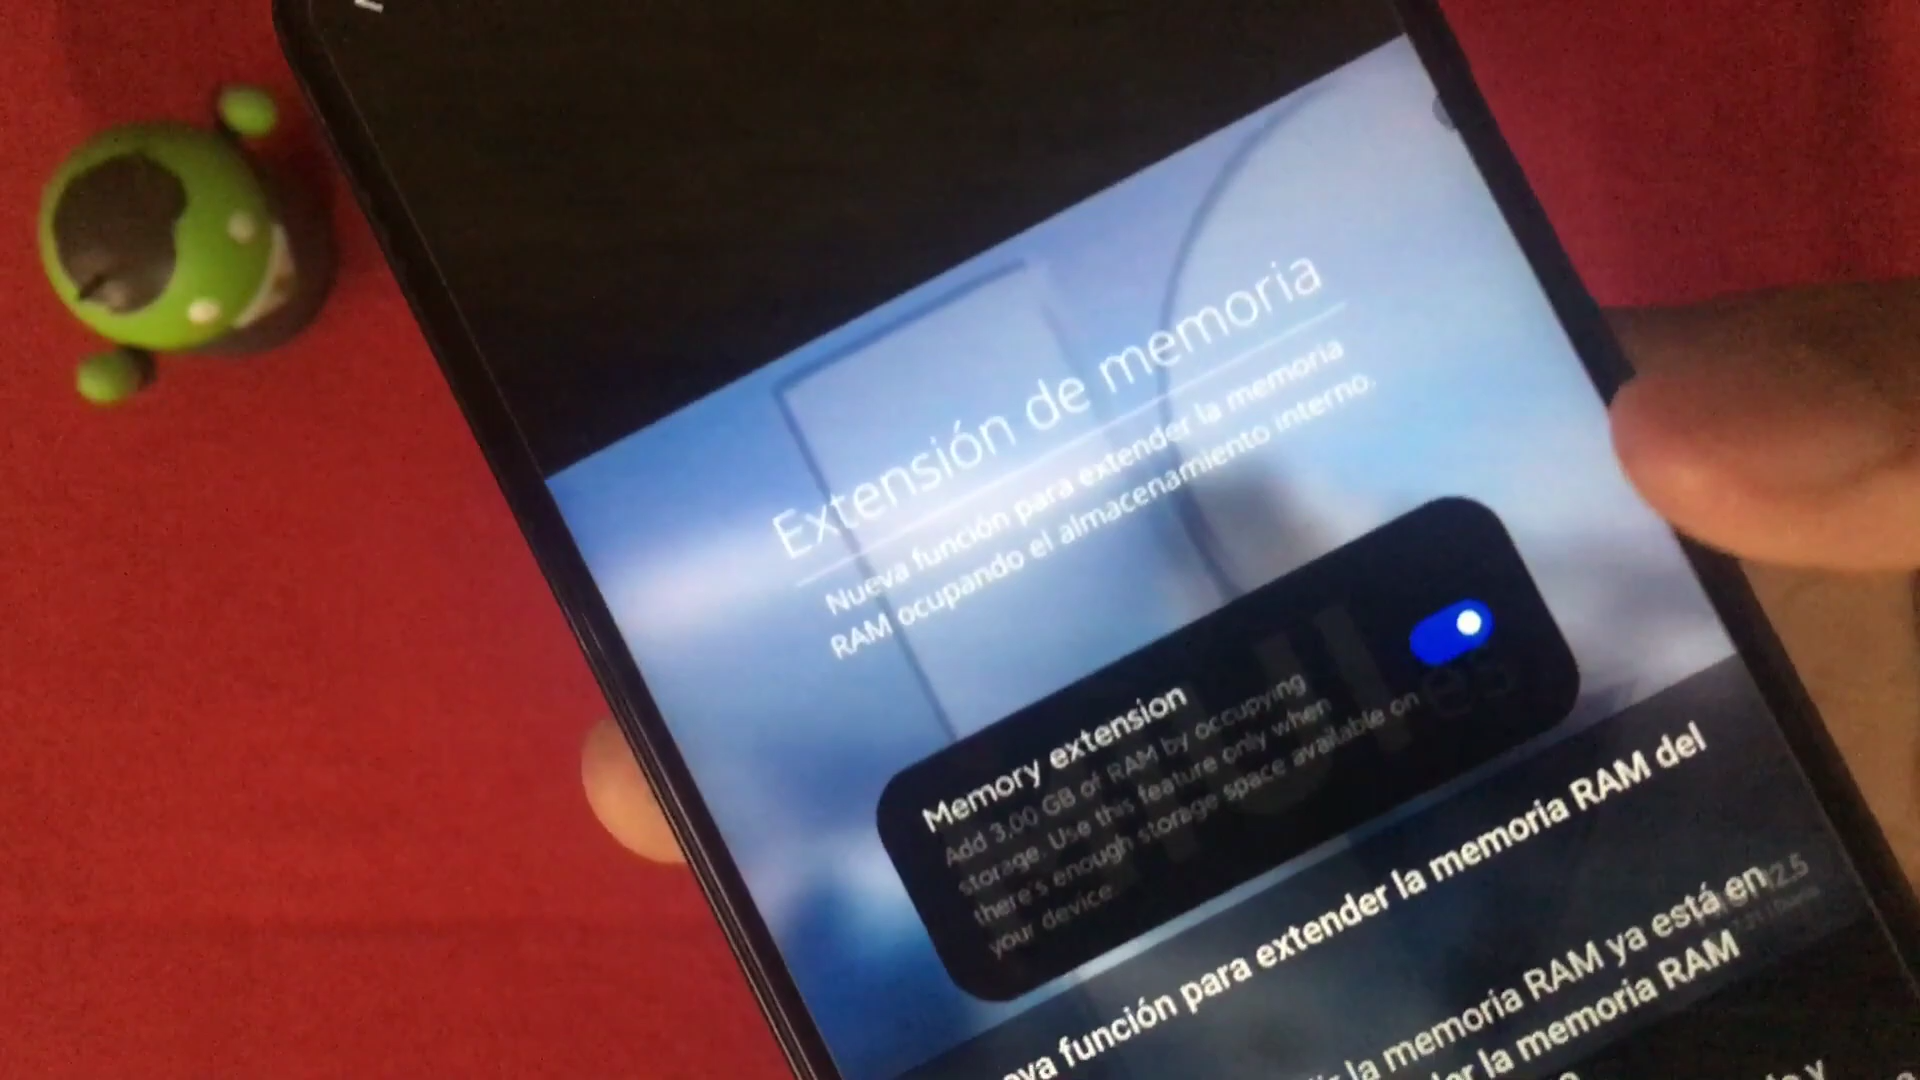 Extensión de memoria
Nueva función para extender la memoria
RAM ocupando el almacenamiento interno.
Memory extension
Add 3.00 GB of RAM by occupying
storage. Use this feature only when
there's enough storage space available on
your device
función para extender la memoria RAM del
la memoria RAM ya está en
la memoria RAM
12.5